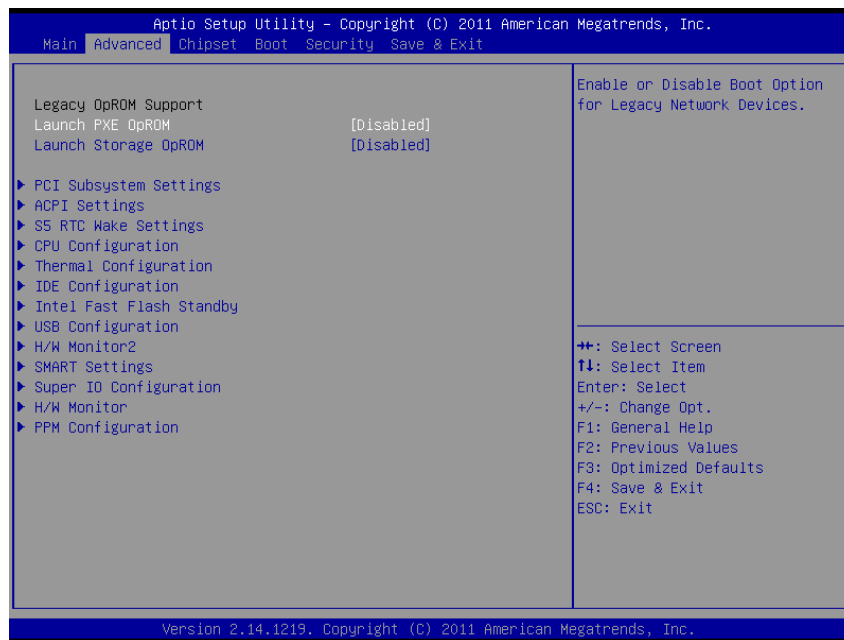 Aptio Setup Utility – Copyright (C) 2011 American Megatrends, Inc.
Main Advanced Chipset Boot Security Save & Exit
Legacy OpROM Support
Launch PXE OpROM [Disabled]
Launch Storage OpROM [Disabled]
PCI Subsystem Settings
ACPI Settings
S5 RTC Wake Settings
CPU Configuration
Thermal Configuration
IDE Configuration
Intel Fast Flash Standby
USB Configuration
H/W Monitor2
SMART Settings
Super IO Configuration
H/W Monitor
PPM Configuration
Enable or Disable Boot Option
for Legacy Network Devices.
→←: Select Screen
↑↓: Select Item
Enter: Select
+/-: Change Opt.
F1: General Help
F2: Previous Values
F3: Optimized Defaults
F4: Save & Exit
ESC: Exit
Version 2.14.1219. Copyright (C) 2011 American Megatrends, Inc.